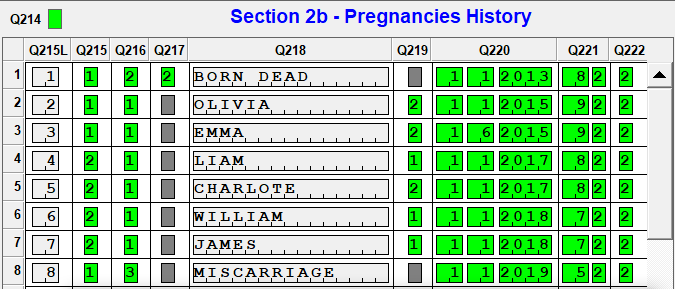 Q214 Section 2b - Pregnancies History
Q215L Q215 Q216 Q217 Q218 Q219 Q220 Q221 Q222
1 1 1 2 2 BORN DEAD 1 1 2013 8 2 2
2 2 1 1 OLIVIA 2 1 1 2015 9 2 2
3 3 1 1 EMMA 2 1 6 2015 9 2 2
4 4 2 1 LIAM 1 1 1 2017 8 2 2
5 5 2 1 CHARLOTE 2 1 1 2017 8 2 2
6 6 2 1 WILLIAM 1 1 1 2018 7 2 2
7 7 2 1 JAMES 1 1 1 2018 7 2 2
8 8 1 3 MISCARRIAGE 1 1 2019 5 2 2